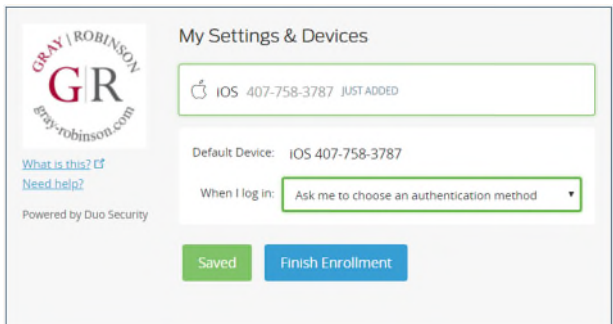 GRAY | ROBINSON
G|R
gray-robinson.com
What is this?
Need help?
Powered by Duo Security
My Settings & Devices
iOS 407-758-3787 JUST ADDED
Default Device: iOS 407-758-3787
When I log in: Ask me to choose an authentication method
Saved Finish Enrollment